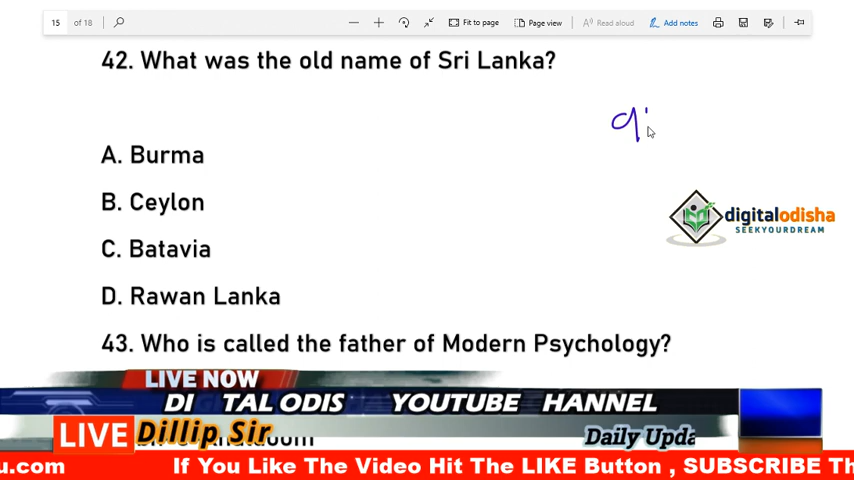 15 of 18 Fit to page Page view Read aloud Add notes
42. What was the old name of Sri Lanka?
A. Burma
B. Ceylon
C. Batavia
D. Rawan Lanka
digitalodisha
SEEKYOURDREAM
43. Who is called the father of Modern Psychology?
LIVE NOW
DI TAL ODIS YOUTUBE HANNEL
LIVE Dillip Sir Daily Upda
u.com If You Like The Video Hit The LIKE Button , SUBSCRIBE Th